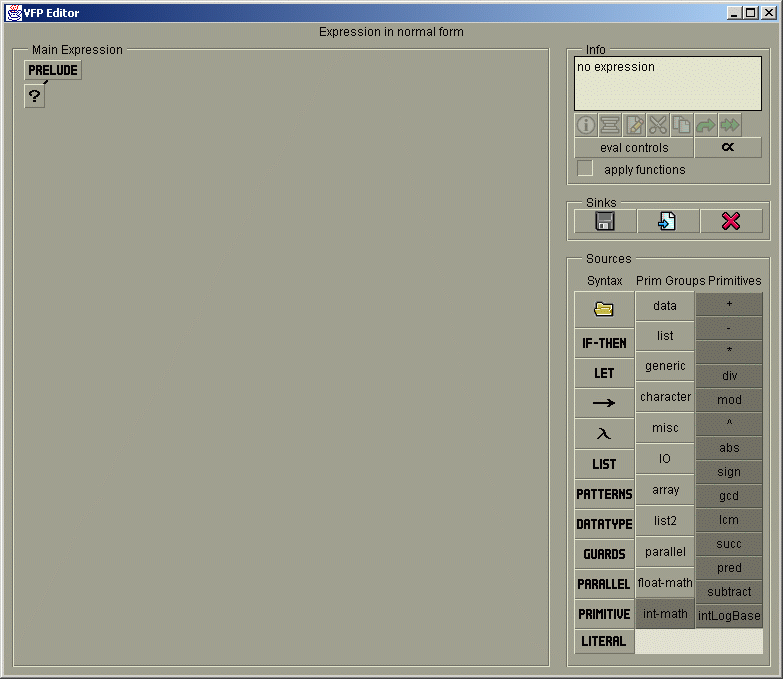 VFP Editor
Expression in normal form
Main Expression
PRELUDE
?
Info
no expression
eval controls
∝
apply functions
Sinks
Sources
Syntax Prim Groups Primitives
IF-THEN
LET
→
λ
LIST
PATTERNS
DATATYPE
GUARDS
PARALLEL
PRIMITIVE
LITERAL
data
list
generic
character
misc
IO
array
list2
parallel
float-math
int-math
+
-
*
div
mod
^
abs
sign
gcd
lcm
succ
pred
subtract
intLogBase